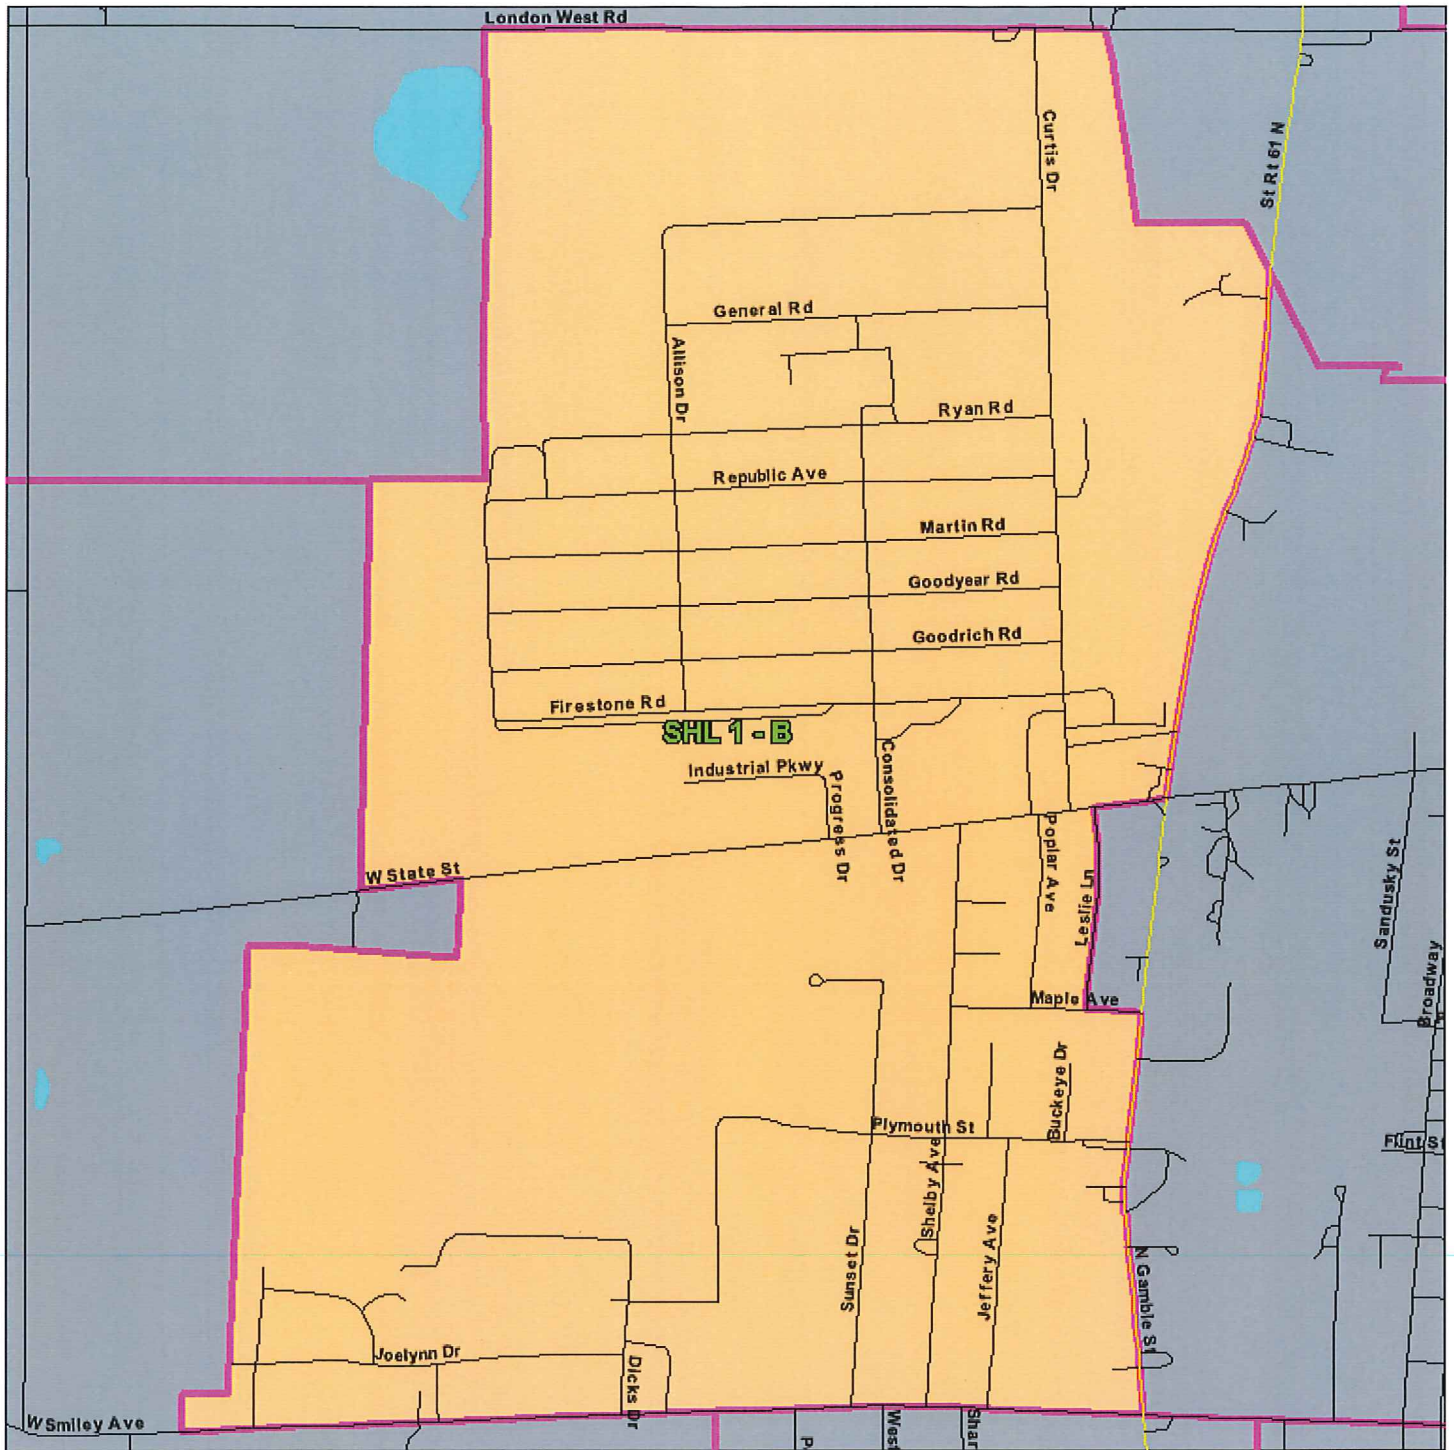 London West Rd
Curtis Dr
St Rt 61 N
General Rd
Allison Dr
Ryan Rd
Republic Ave
Martin Rd
Goodyear Rd
Goodrich Rd
Firestone Rd
SHL 1 - B
Industrial Pkwy
Progress Dr
Consolidated Dr
Poplar Ave
W State St
Leslie Ln
Sandusky St
Broadway
Maple Ave
Buckeye Dr
Plymouth St
Flint St
Shelby Ave
Sunset Dr
Jeffery Ave
N Gamble St
Joelynn Dr
Dicks Dr
W Smiley Ave
West
Shar